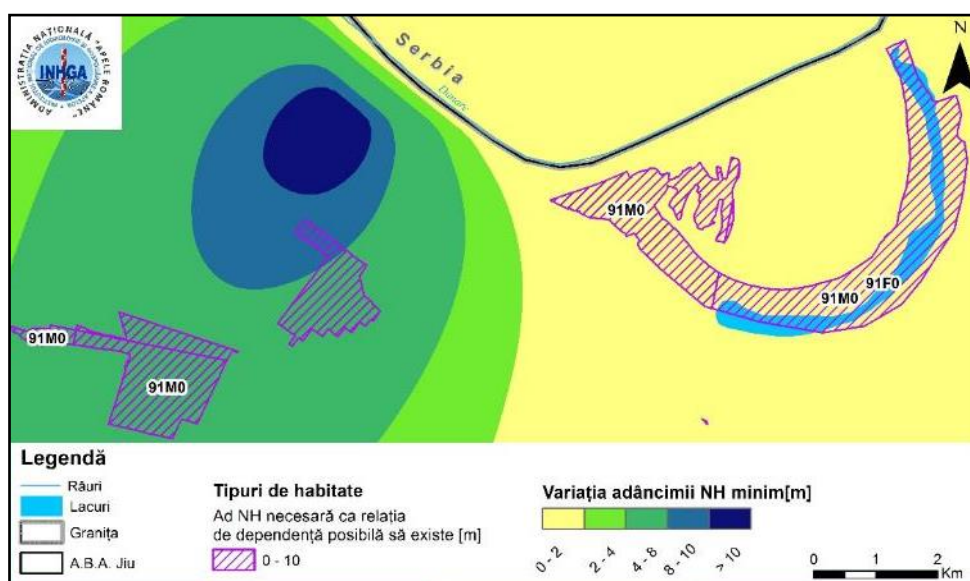 ADMINISTRAȚIA NAȚIONALĂ "APELE ROMÂNE"
INHGA
Serbia
Dunăre
N
91M0
91M0
91F0
91M0
91M0
Legendă
Râuri
Lacuri
Granița
A.B.A. Jiu
Tipuri de habitate
Ad NH necesară ca relația
de dependență posibilă să existe [m]
0 - 10
Variația adâncimii NH minim[m]
0 - 2
2 - 4
4 - 8
8 - 10
> 10
0 1 2
Km